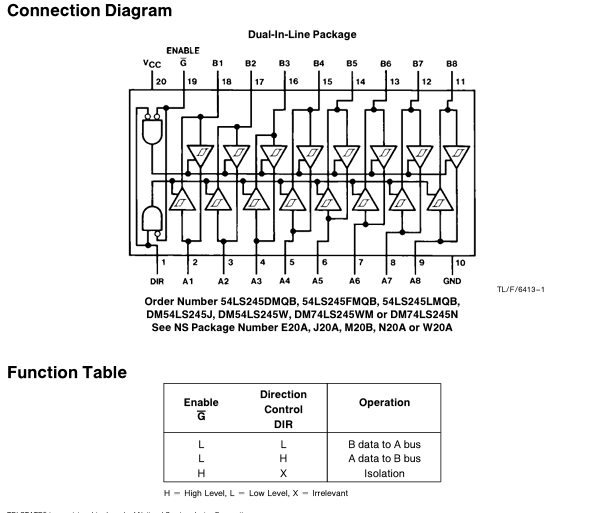 Connection Diagram
Dual-In-Line Package
ENABLE
VCC G̅ B1 B2 B3 B4 B5 B6 B7 B8
20 19 18 17 16 15 14 13 12 11
1 2 3 4 5 6 7 8 9 10
DIR A1 A2 A3 A4 A5 A6 A7 A8 GND
TL/F/6413–1
Order Number 54LS245DMQB, 54LS245FMQB, 54LS245LMQB,
DM54LS245J, DM54LS245W, DM74LS245WM or DM74LS245N
See NS Package Number E20A, J20A, M20B, N20A or W20A
Function Table
Enable G̅ Direction Control DIR Operation
L L B data to A bus
L H A data to B bus
H X Isolation
H = High Level, L = Low Level, X = Irrelevant